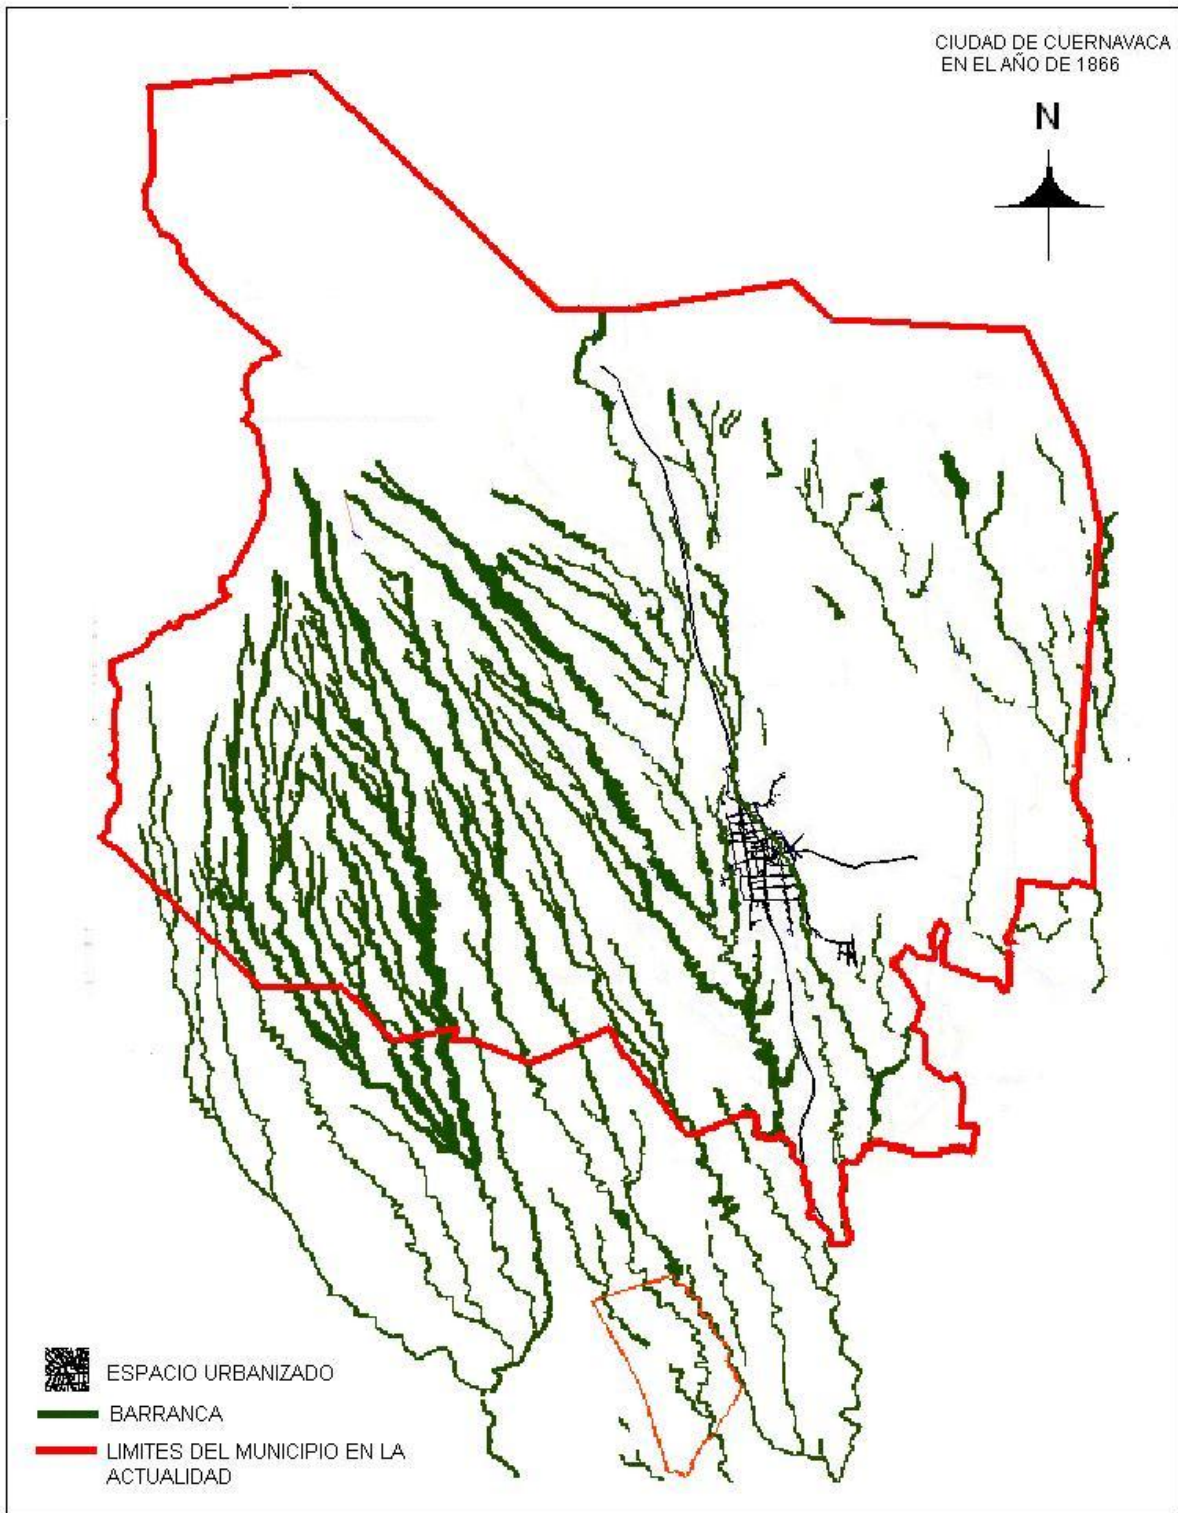 CIUDAD DE CUERNAVACA
EN EL AÑO DE 1866
N
ESPACIO URBANIZADO
BARRANCA
LIMITES DEL MUNICIPIO EN LA
ACTUALIDAD